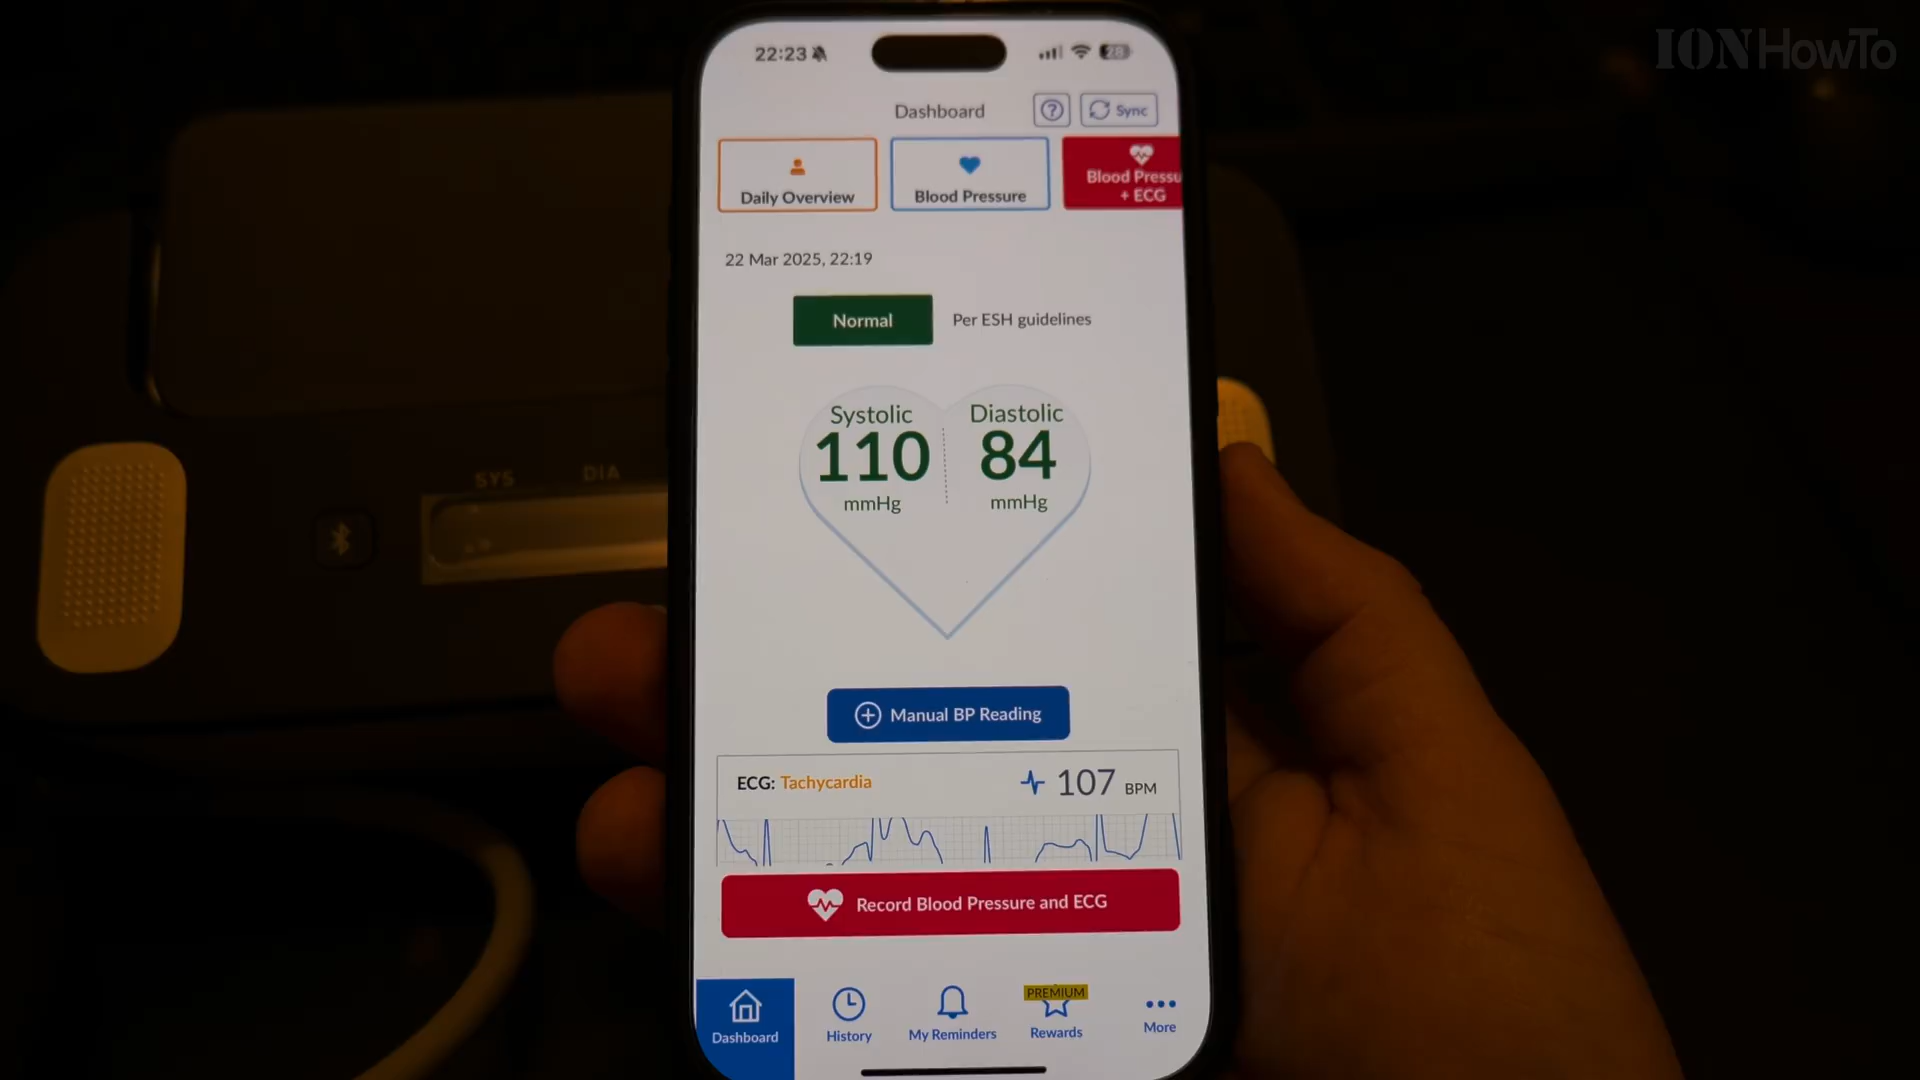 ION HowTo
22:23
28
Dashboard
? Sync
Daily Overview
Blood Pressure
Blood Pressu
+ ECG
22 Mar 2025, 22:19
Normal
Per ESH guidelines
Systolic
Diastolic
110
84
mmHg
mmHg
SYS
DIA
Manual BP Reading
ECG: Tachycardia
107 BPM
Record Blood Pressure and ECG
PREMIUM
Dashboard
History
My Reminders
Rewards
More